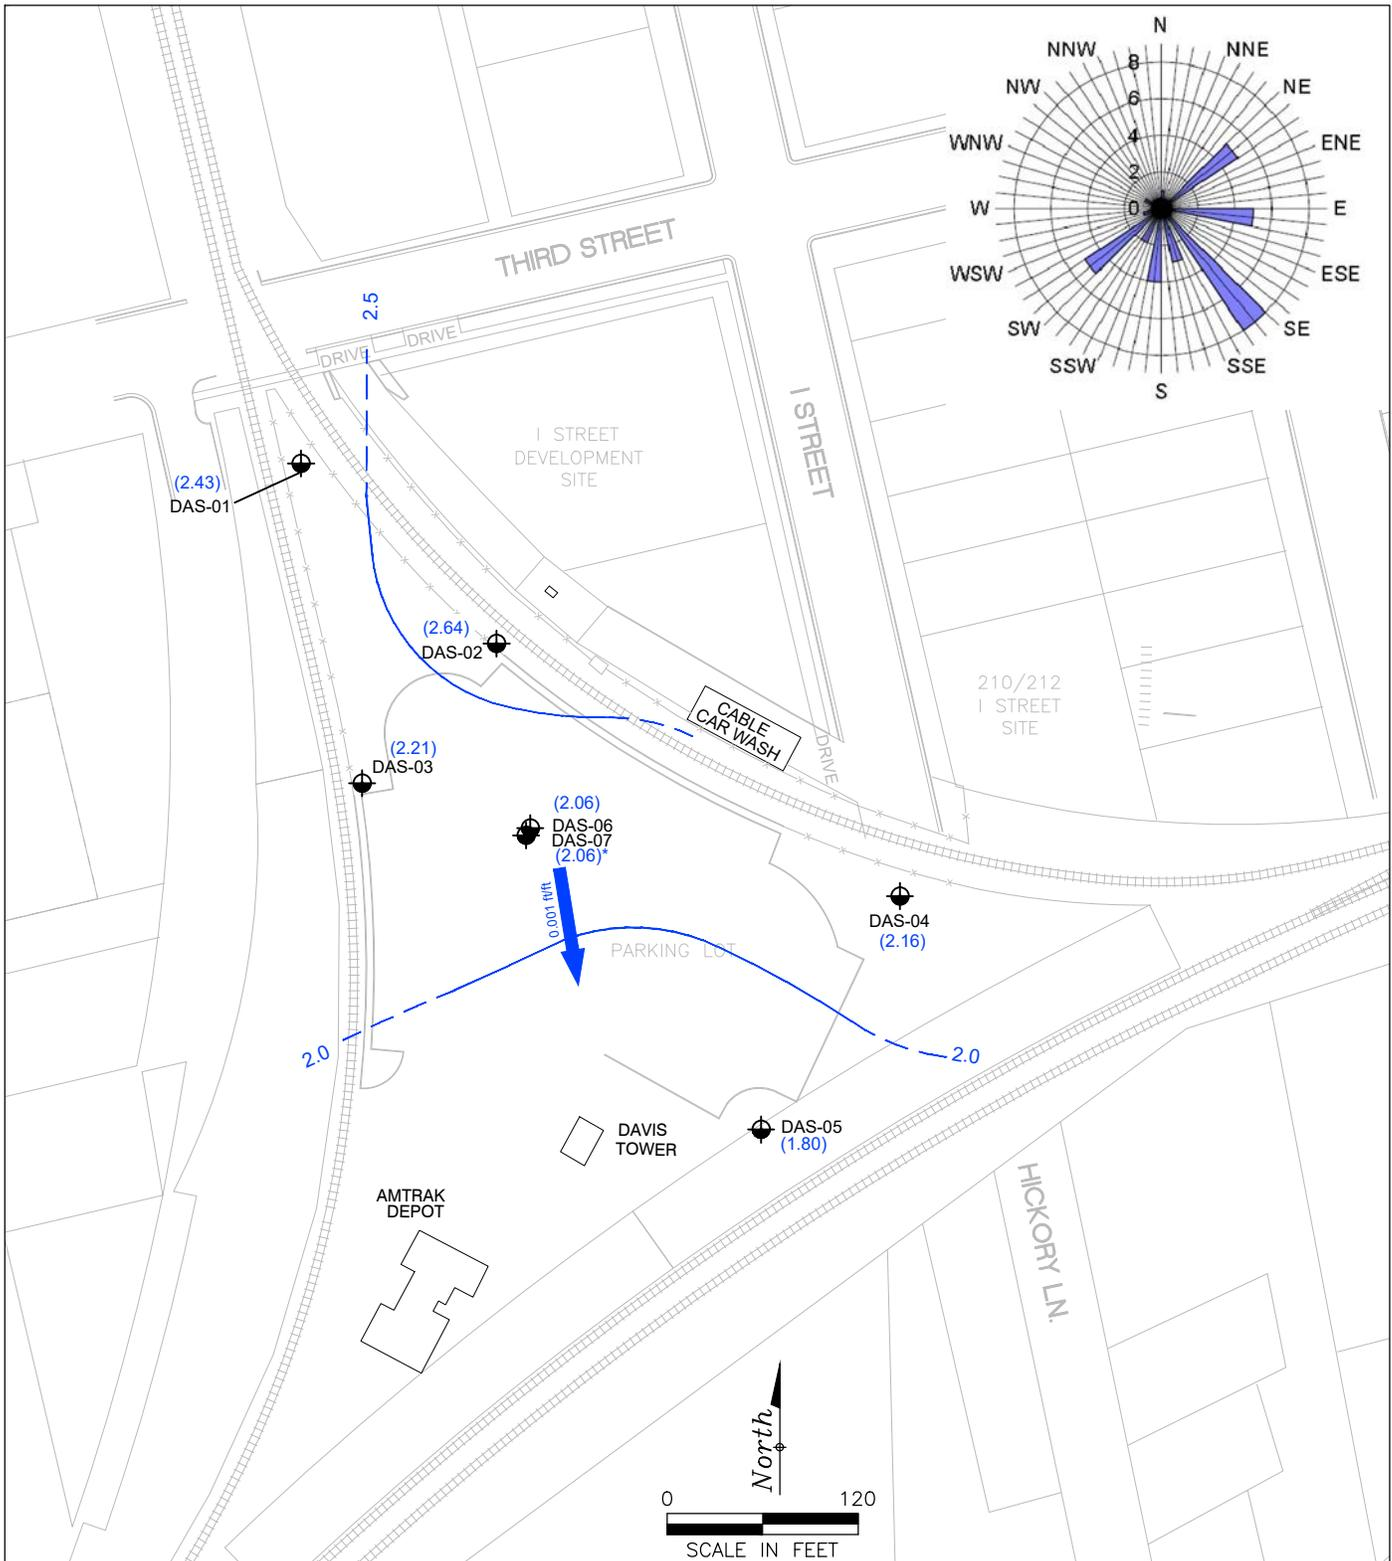 N
NNW
NNE
NW
NE
WNW
ENE
W
E
WSW
ESE
SW
SE
SSW
SSE
S
8
6
4
2
0
THIRD STREET
2.5
DRIVE
DRIVE
I STREET
I STREET
DEVELOPMENT
SITE
(2.43)
DAS-01
(2.64)
DAS-02
210/212
I STREET
SITE
CABLE
CAR WASH
DRIVE
(2.21)
DAS-03
(2.06)
DAS-06
DAS-07
(2.06)*
0.001 ft/ft
DAS-04
(2.16)
PARKING LOT
2.0
2.0
DAVIS
TOWER
DAS-05
(1.80)
AMTRAK
DEPOT
HICKORY LN.
North
0 120
SCALE IN FEET